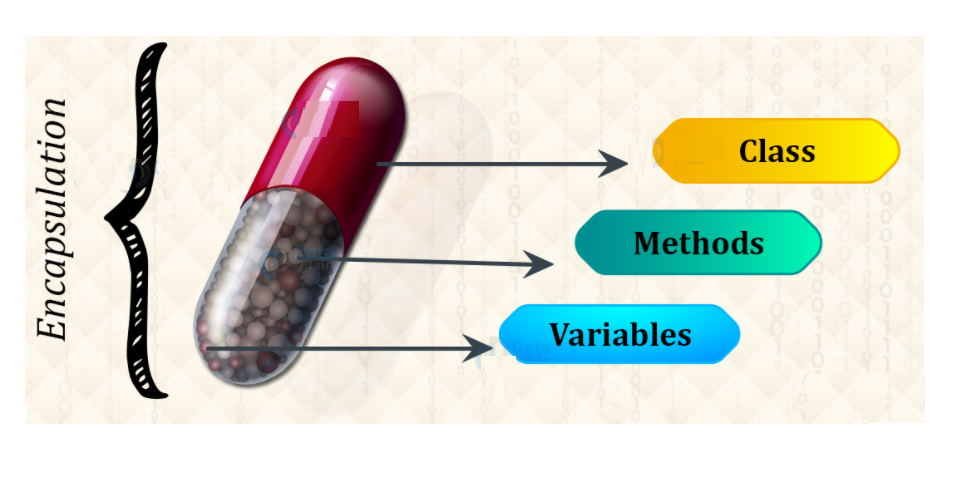 Encapsulation
Class
Methods
Variables